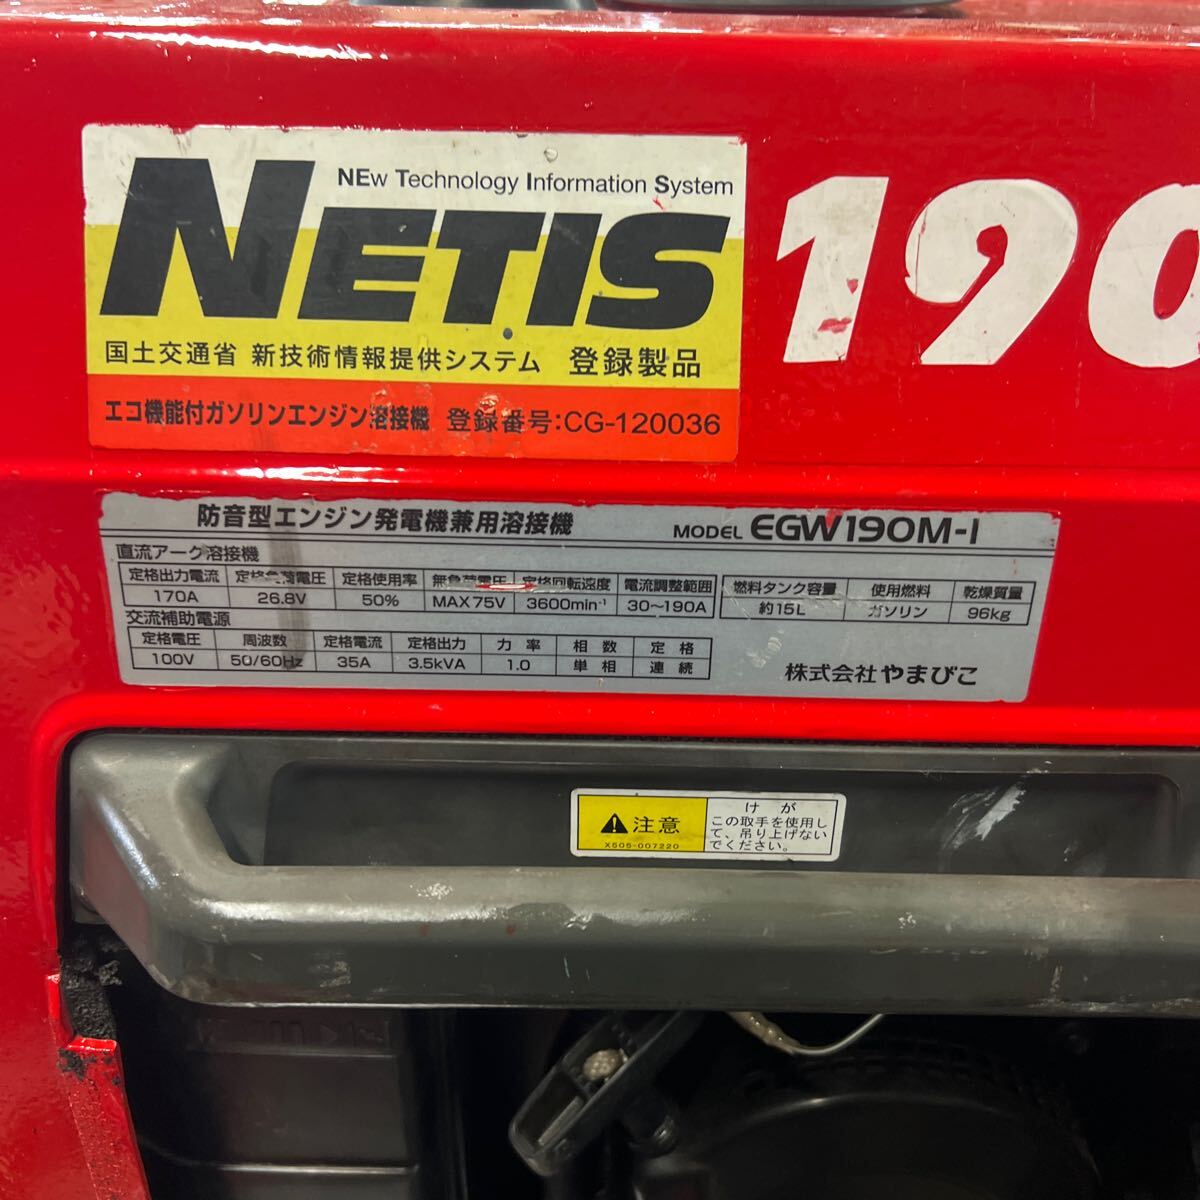 NEw Technology Information System
NETIS
190
国土交通省 新技術情報提供システム 登録製品
エコ機能付ガソリンエンジン溶接機 登録番号:CG-120036
防音型エンジン発電機兼用溶接機 MODEL EGW190M-I
直流アーク溶接機
定格出力電流 定格負荷電圧 定格使用率 無負荷電圧 定格回転速度 電流調整範囲 燃料タンク容量 使用燃料 乾燥質量
170A 26.8V 50% MAX75V 3600min⁻¹ 30～190A 約15L ガソリン 96kg
交流補助電源
定格電圧 周波数 定格電流 定格出力 力率 相数 定格
100V 50/60Hz 35A 3.5kVA 1.0 単相 連続
株式会社やまびこ
注意
X505-007220
けが
この取手を使用し
て、吊り上げない
でください。